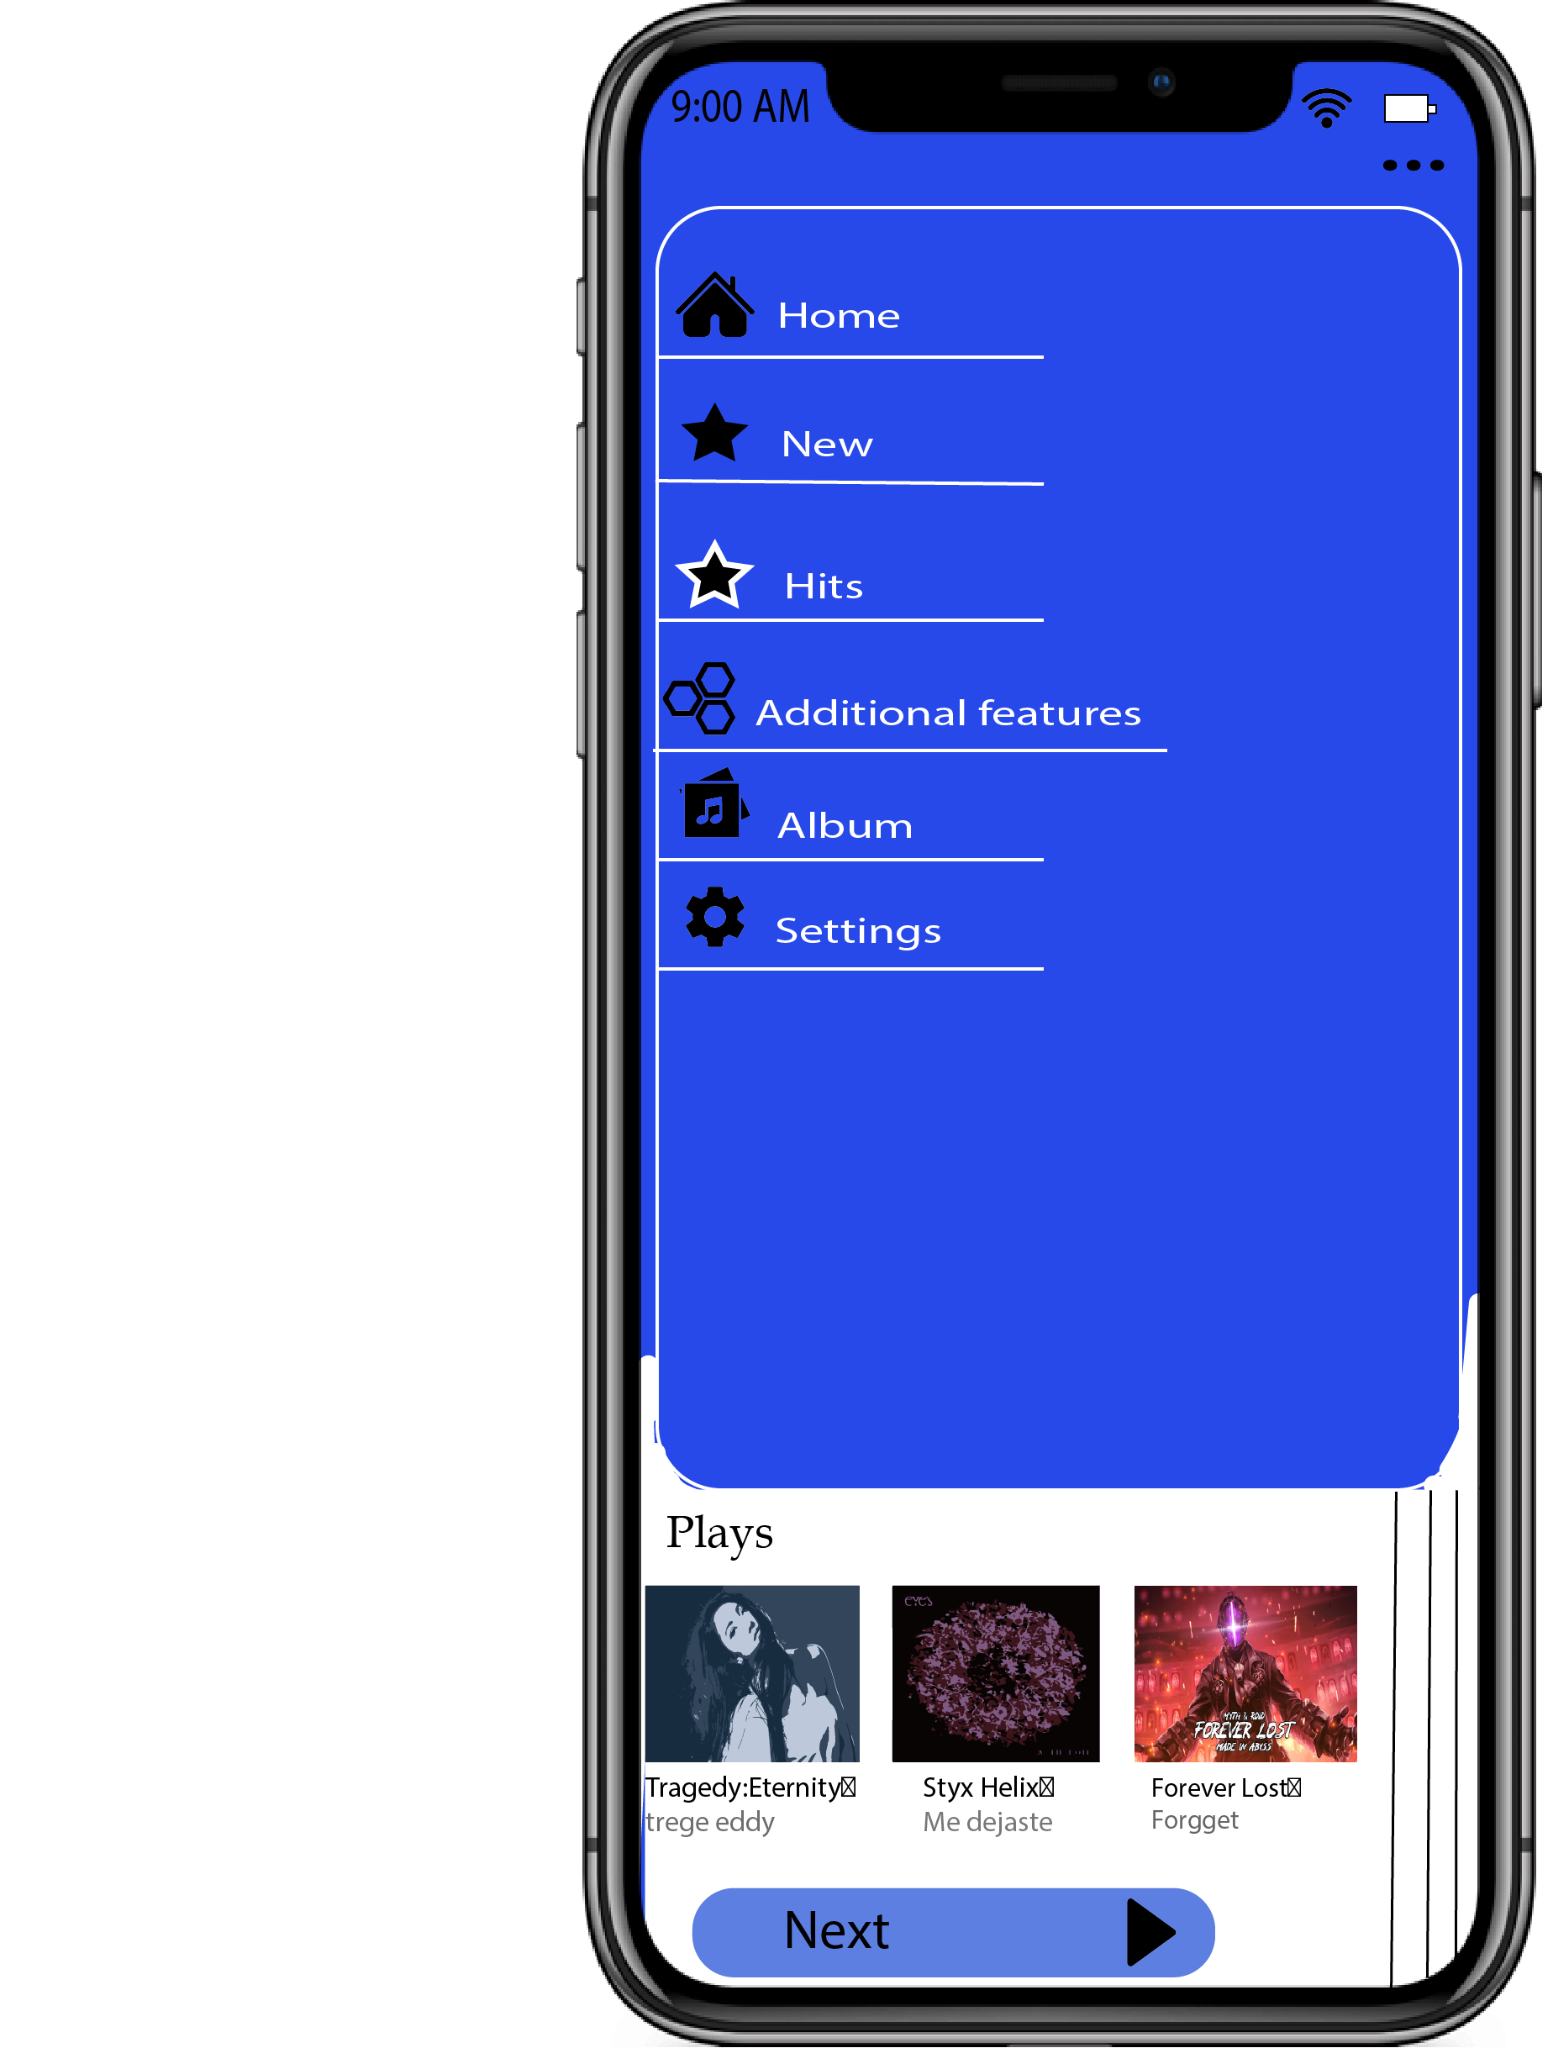 9:00 AM
Home
New
Hits
Additional features
Album
Settings
Plays
eyes
MYTH & ROID
FOREVER LOST
MADE IN ABYSS
Tragedy:Eternity
trege eddy
Styx Helix
Me dejaste
Forever Lost
Forgget
Next